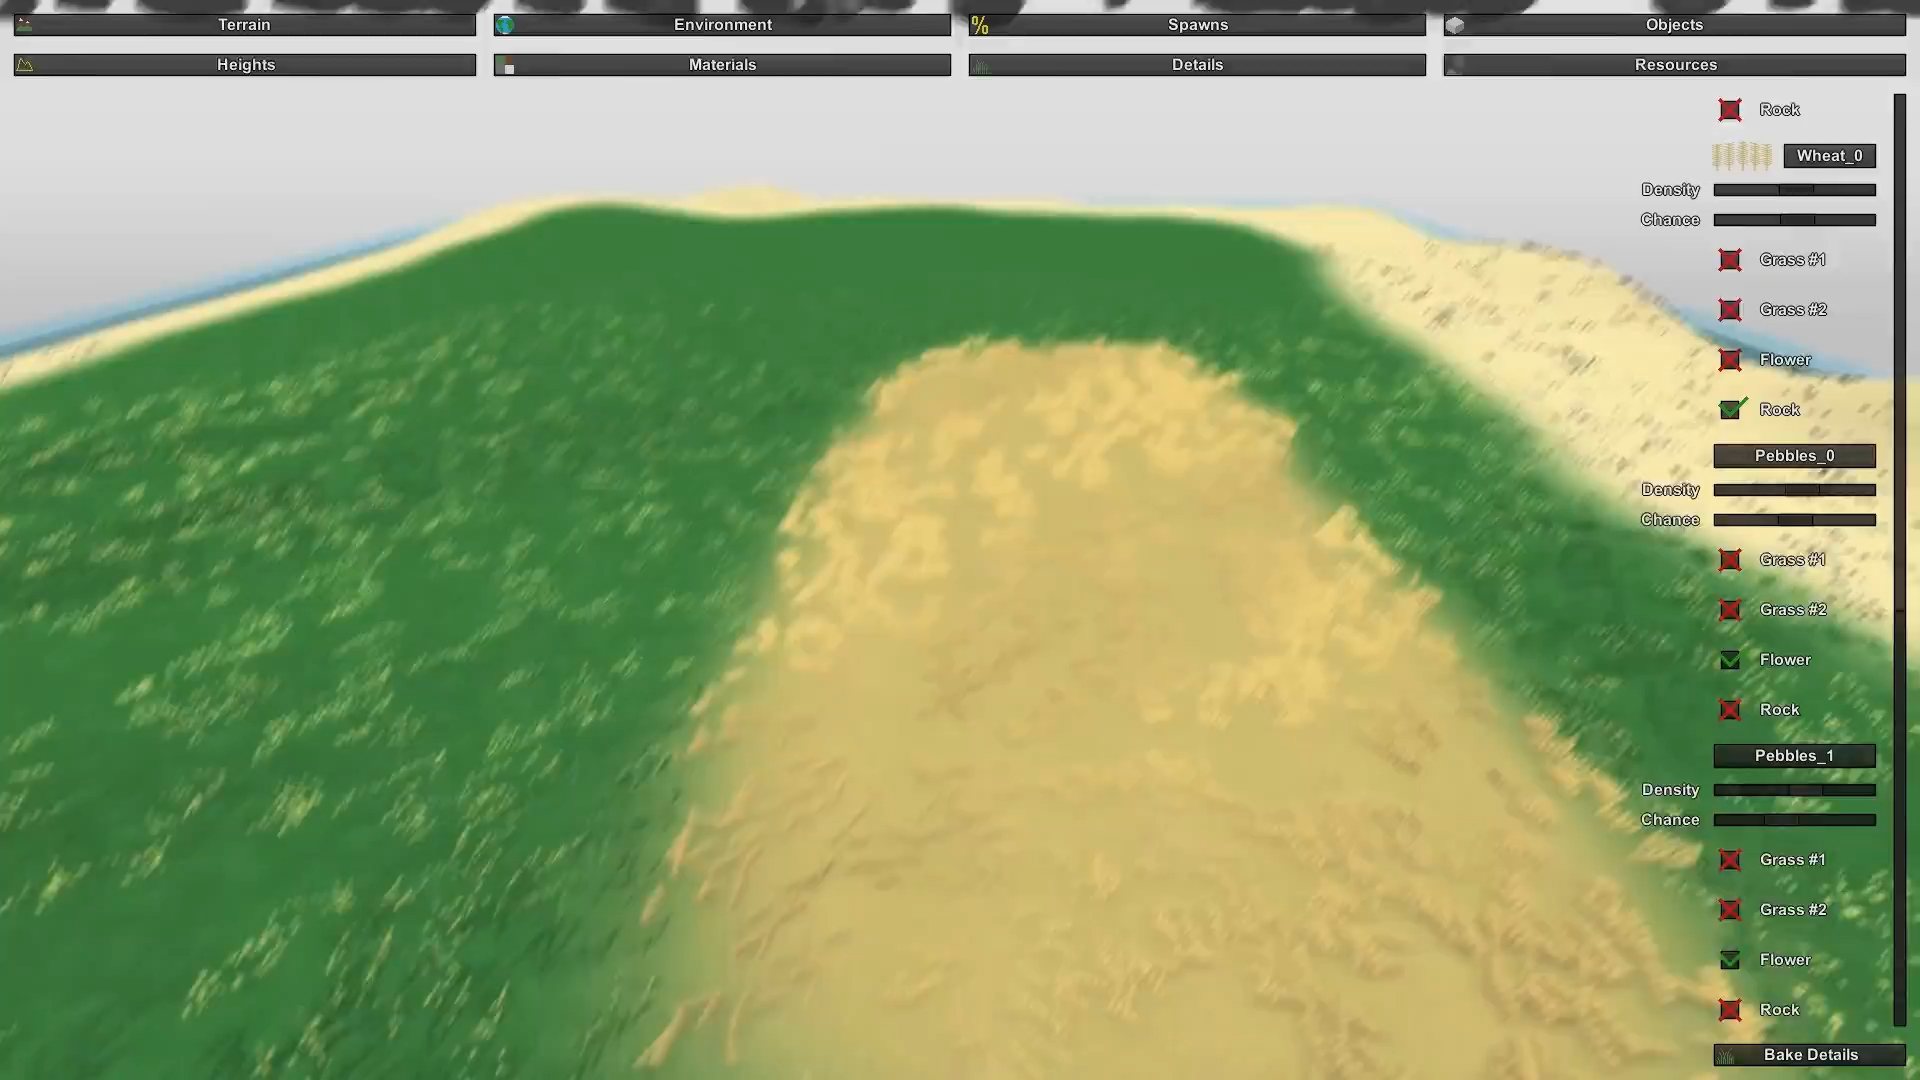 Terrain
Environment
Spawns
Objects
Heights
Materials
Details
Resources
Rock
Wheat_0
Density
Chance
Grass #1
Grass #2
Flower
Rock
Pebbles_0
Density
Chance
Grass #1
Grass #2
Flower
Rock
Pebbles_1
Density
Chance
Grass #1
Grass #2
Flower
Rock
Bake Details